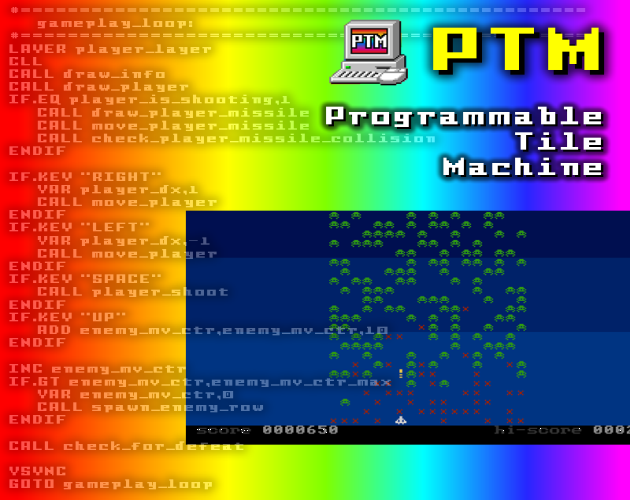 gameplay_loop:
LAYER player_layer
CLL
CALL draw_info
CALL draw_player
IF.EQ player_is_shooting,1
CALL draw_player_missile
CALL move_player_missile
CALL check_player_missile_collision
ENDIF
IF.KEY "RIGHT"
VAR player_dx,1
CALL move_player
ENDIF
IF.KEY "LEFT"
VAR player_dx,-1
CALL move_player
ENDIF
IF.KEY "SPACE"
CALL player_shoot
ENDIF
IF.KEY "UP"
ADD enemy_mv_ctr,enemy_mv_ctr,10
ENDIF
INC enemy_mv_ctr
IF.GT enemy_mv_ctr,enemy_mv_ctr_max
VAR enemy_mv_ctr,0
CALL spawn_enemy_row
ENDIF
CALL check_for_defeat
VSYNC
GOTO gameplay_loop
PTM
PTM
Programmable
Tile
Machine
score 0000650
hi-score 0002